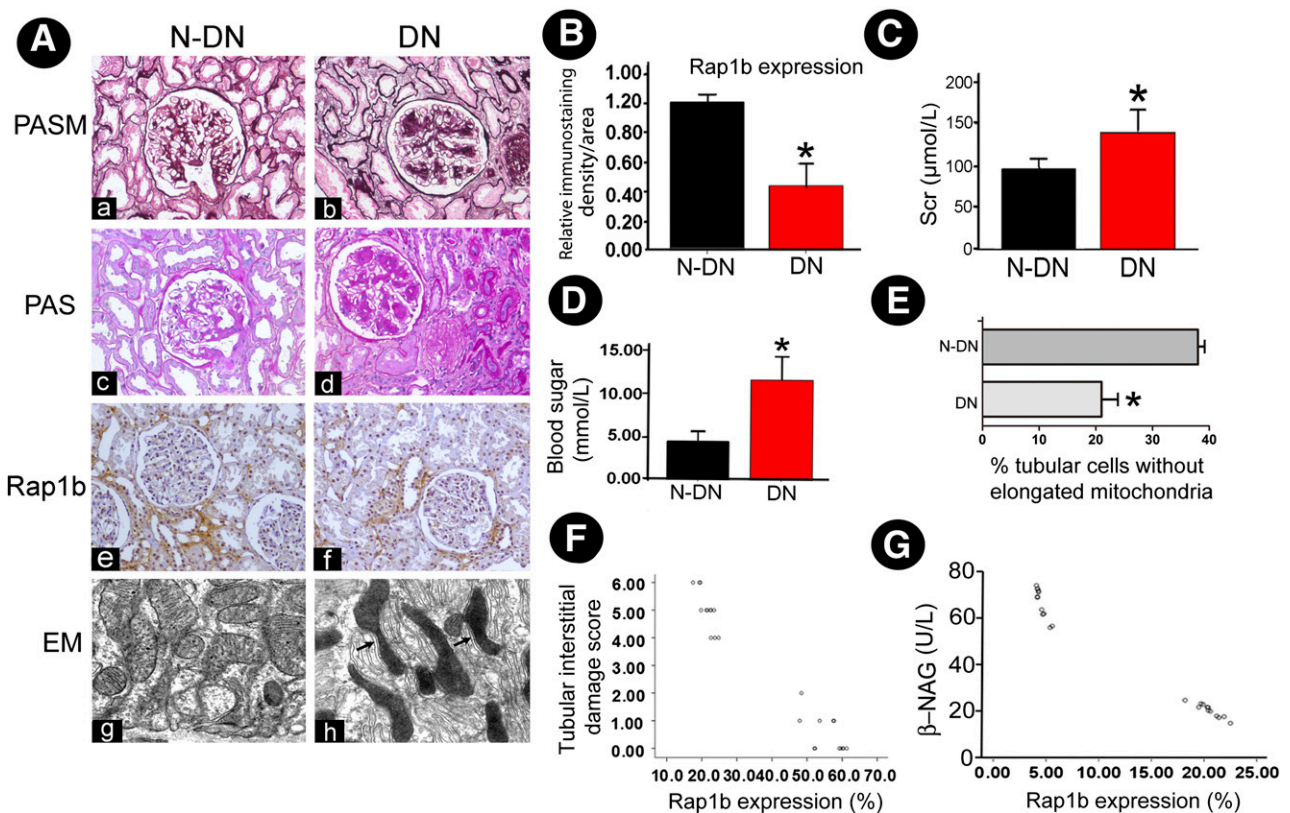 A
N-DN
DN
PASM
a
b
PAS
c
d
Rap1b
e
f
EM
g
h
B
Rap1b expression
Relative immunostaining
density/area
1.00
1.20
0.80
0.60
0.40
0.20
0.00
*
N-DN
DN
C
Scr (μmol/L)
200
150
100
50
0
*
N-DN
DN
D
Blood sugar
(mmol/L)
15.00
10.00
5.00
0.00
*
N-DN
DN
E
N-DN
DN
*
0 10 20 30 40
% tubular cells without
elongated mitochondria
F
Tubular interstitial
damage score
6.00
5.00
4.00
3.00
2.00
1.00
0.00
10.0 20.0 30.0 40.0 50.0 60.0 70.0
Rap1b expression (%)
G
β–NAG (U/L)
80
60
40
20
0
0.00 5.00 10.00 15.00 20.00 25.00
Rap1b expression (%)